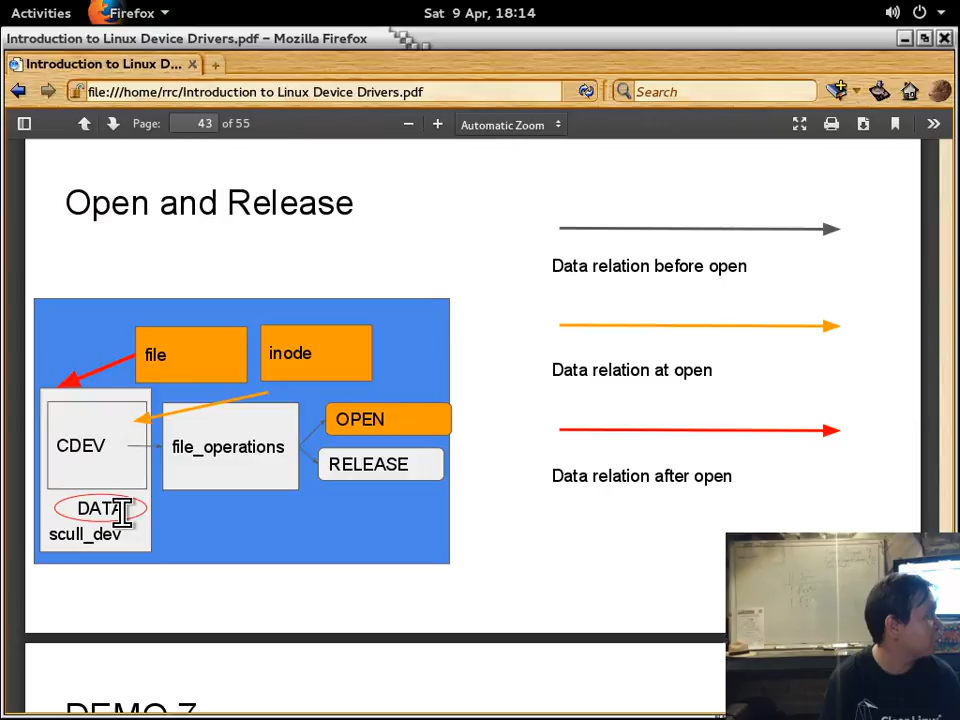 Activities Firefox Sat 9 Apr, 18:14
Introduction to Linux Device Drivers.pdf – Mozilla Firefox
Introduction to Linux D...
file:///home/rrc/Introduction to Linux Device Drivers.pdf Search
Page: 43 of 55 Automatic Zoom
Open and Release
Data relation before open
file inode
Data relation at open
OPEN
CDEV file_operations
RELEASE
Data relation after open
DATA
scull_dev
DEMO 7